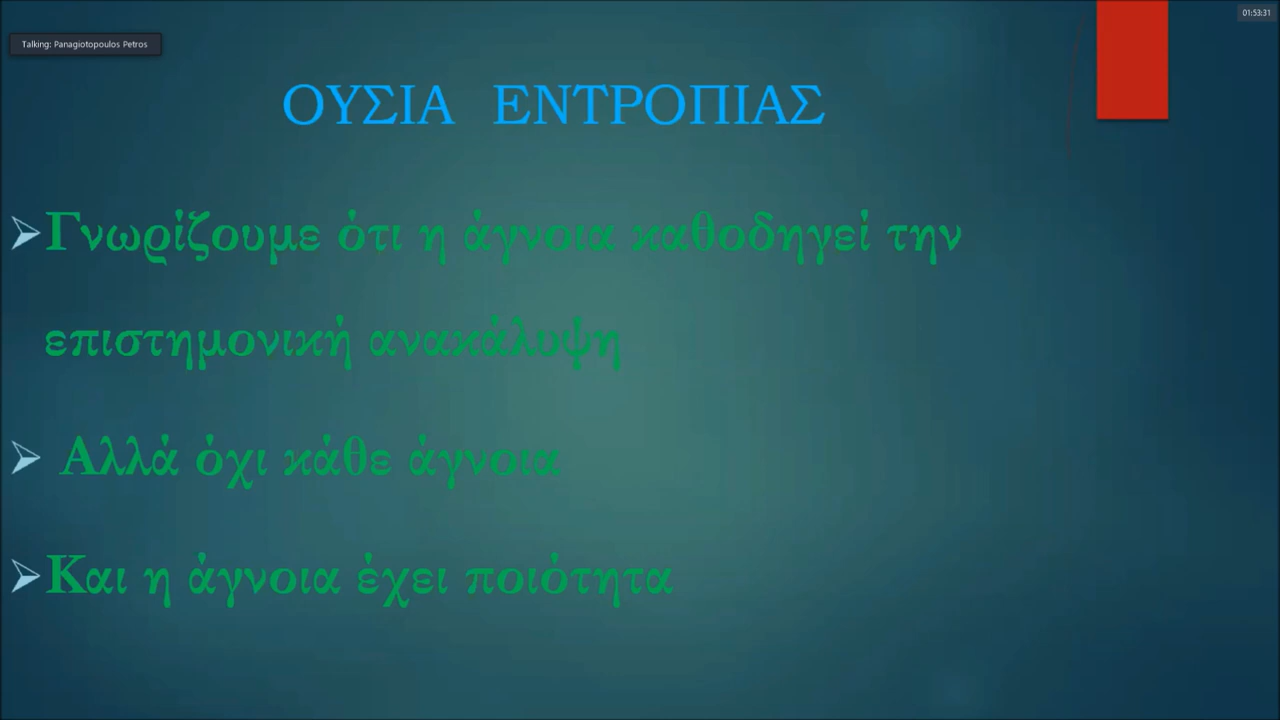 01:53:31
Talking: Panagiotopoulos Petros
ΟΥΣΙΑ ΕΝΤΡΟΠΙΑΣ
Γνωρίζουμε ότι η άγνοια καθοδηγεί την
επιστημονική ανακάλυψη
Αλλά όχι κάθε άγνοια
Και η άγνοια έχει ποιότητα